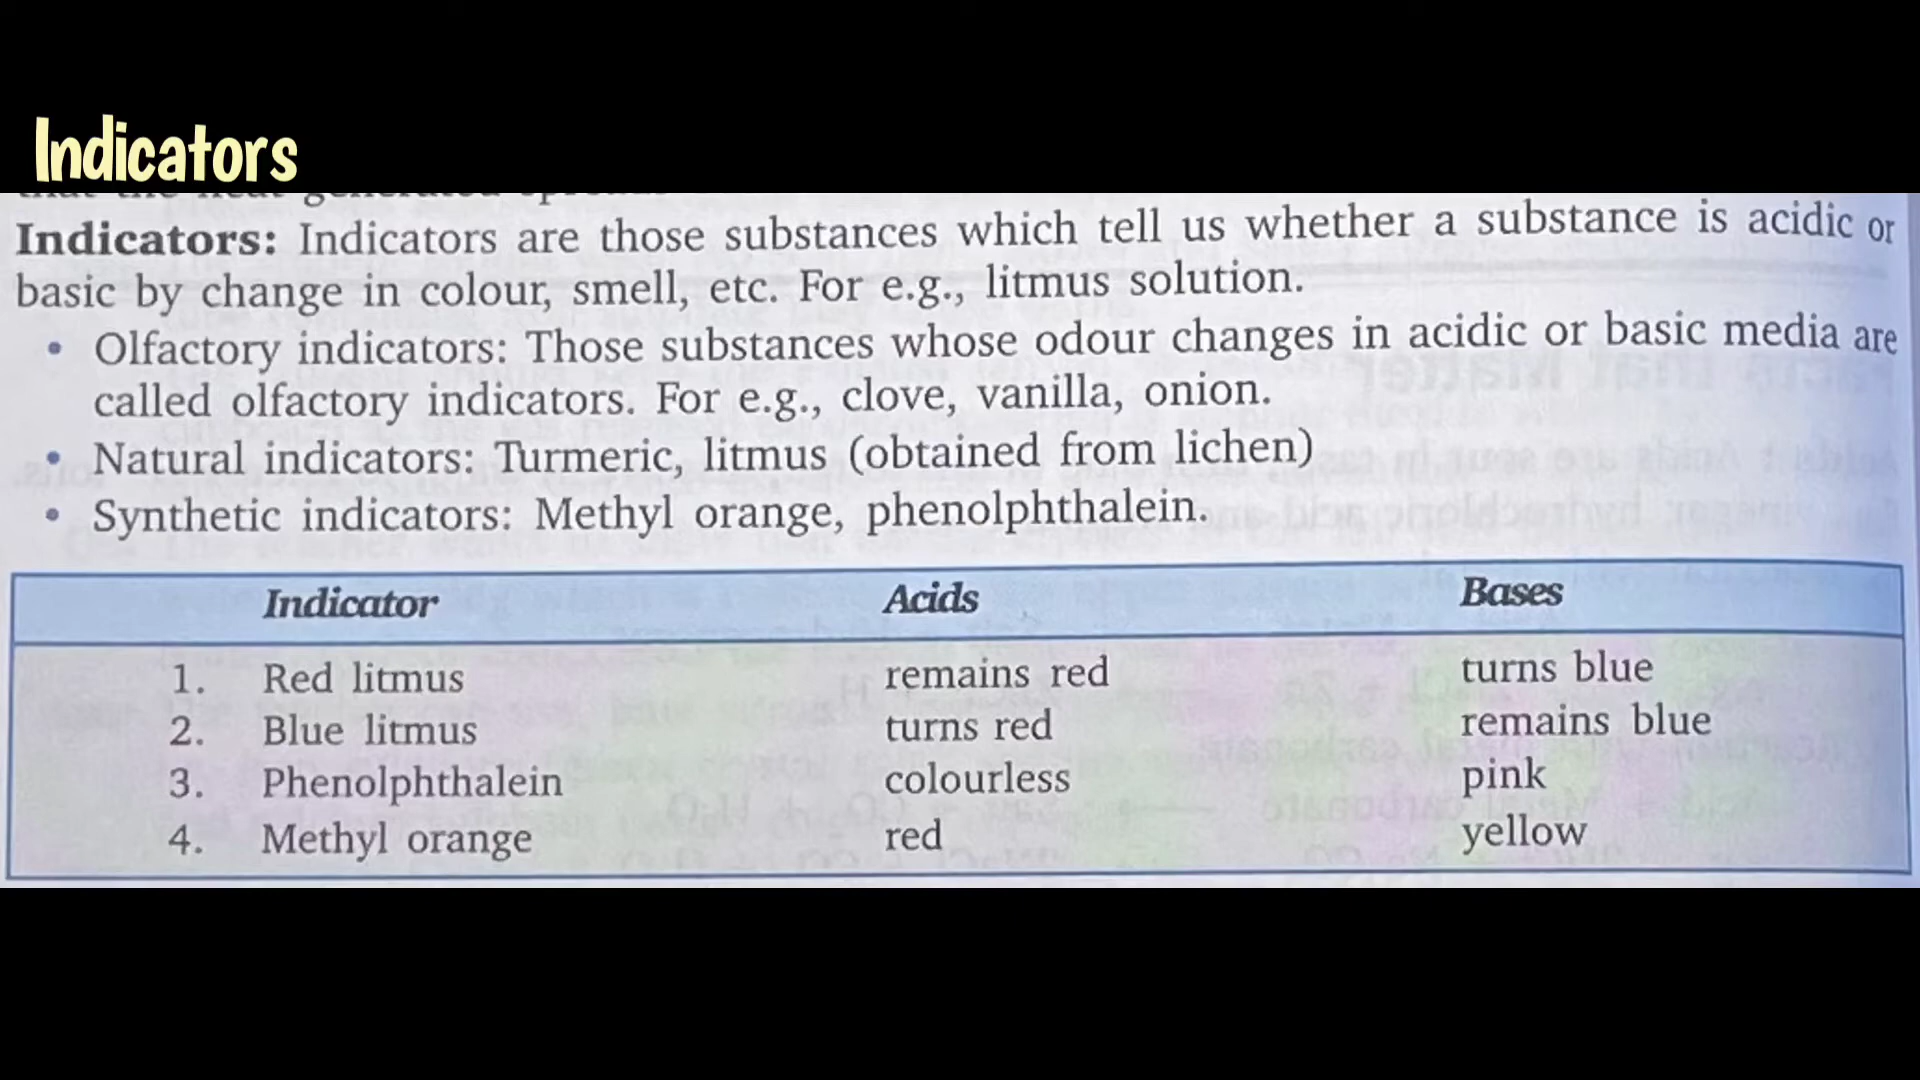 Indicators
Indicators: Indicators are those substances which tell us whether a substance is acidic or
basic by change in colour, smell, etc. For e.g., litmus solution.
• Olfactory indicators: Those substances whose odour changes in acidic or basic media are
called olfactory indicators. For e.g., clove, vanilla, onion.
• Natural indicators: Turmeric, litmus (obtained from lichen)
• Synthetic indicators: Methyl orange, phenolphthalein.
Indicator Acids Bases
1. Red litmus remains red turns blue
2. Blue litmus turns red remains blue
3. Phenolphthalein colourless pink
4. Methyl orange red yellow